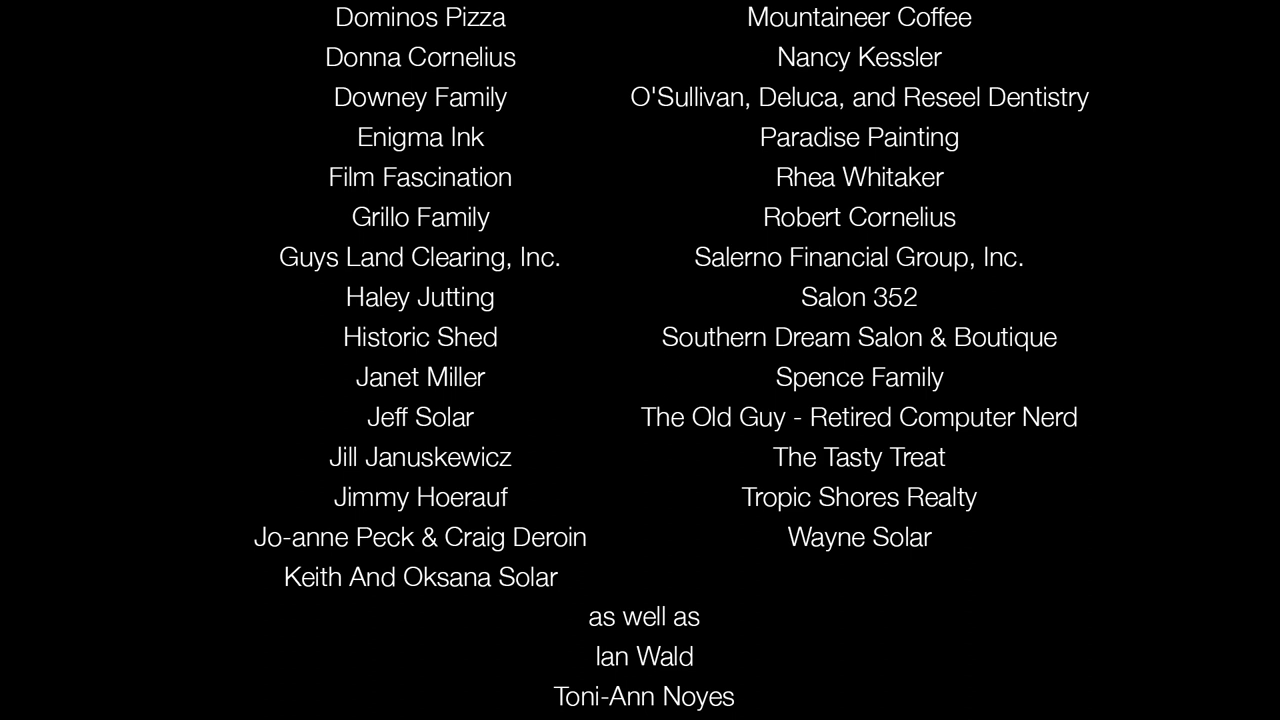 Dominos Pizza
Donna Cornelius
Downey Family
Enigma Ink
Film Fascination
Grillo Family
Guys Land Clearing, Inc.
Haley Jutting
Historic Shed
Janet Miller
Jeff Solar
Jill Januskewicz
Jimmy Hoerauf
Jo-anne Peck & Craig Deroin
Keith And Oksana Solar
Mountaineer Coffee
Nancy Kessler
O'Sullivan, Deluca, and Reseel Dentistry
Paradise Painting
Rhea Whitaker
Robert Cornelius
Salerno Financial Group, Inc.
Salon 352
Southern Dream Salon & Boutique
Spence Family
The Old Guy - Retired Computer Nerd
The Tasty Treat
Tropic Shores Realty
Wayne Solar
as well as
Ian Wald
Toni-Ann Noyes